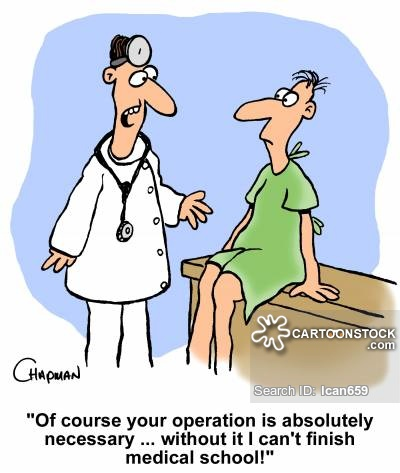 CHAPMAN
CARTOONSTOCK
.com
Search ID: lcan659
"Of course your operation is absolutely
necessary ... without it I can't finish
medical school!"